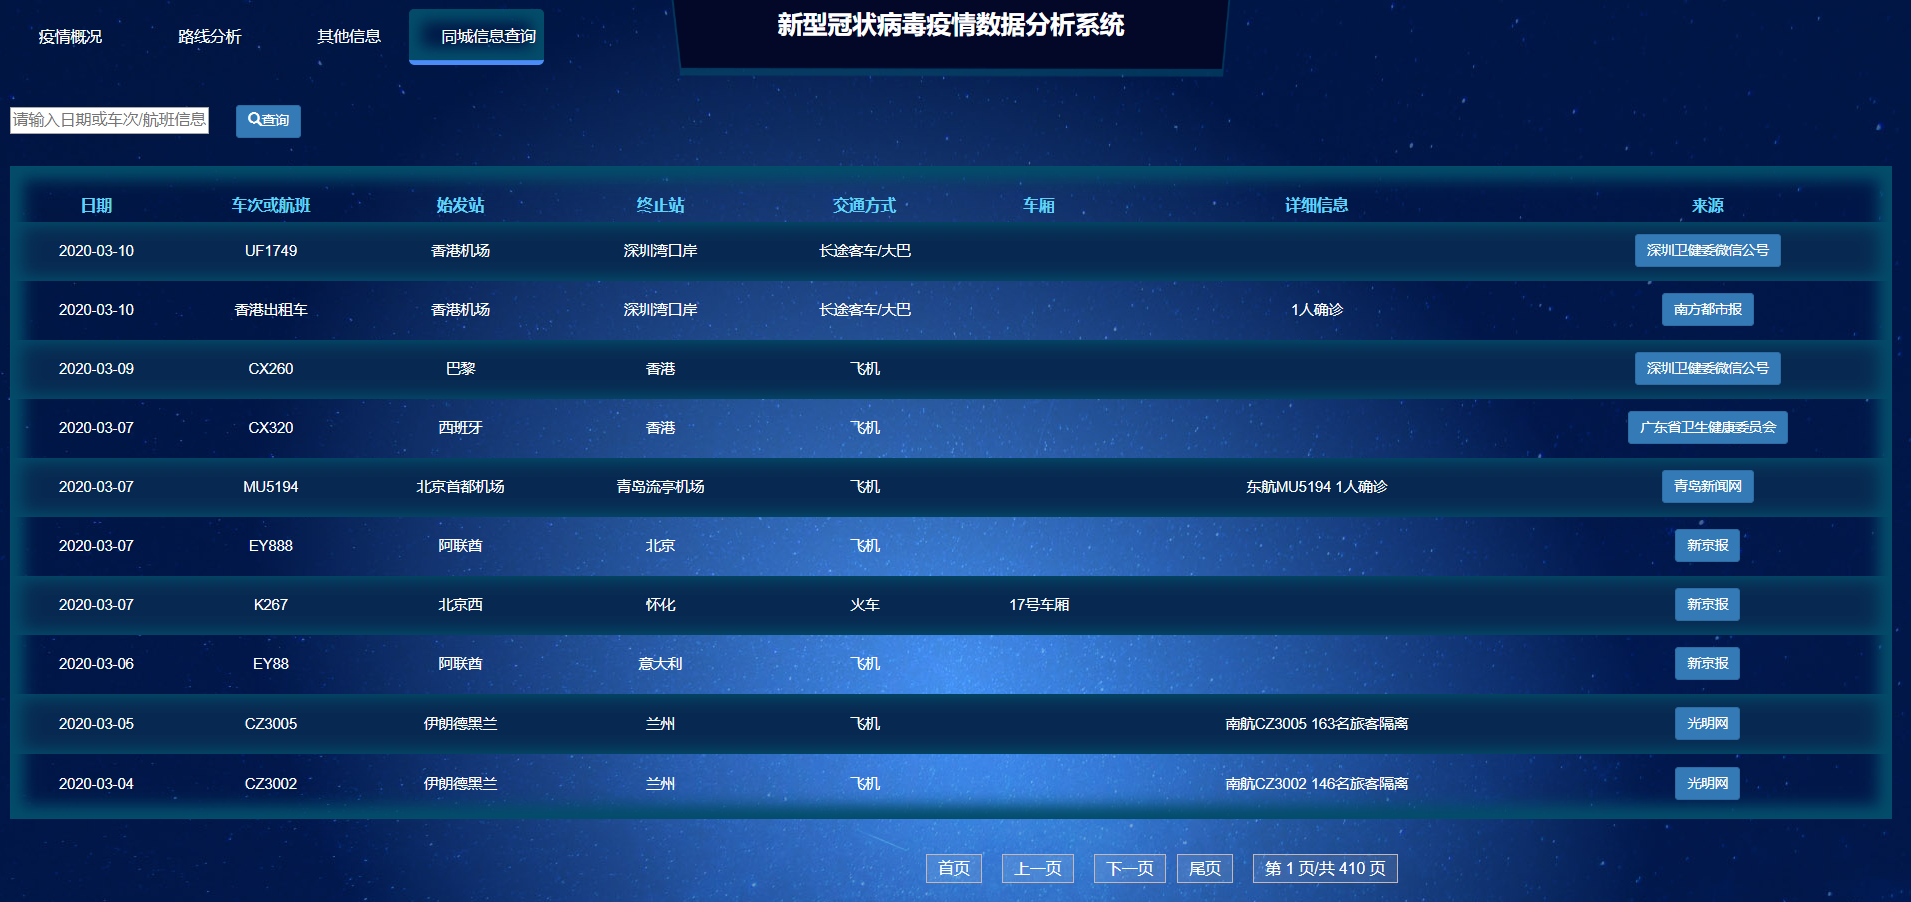 疫情概况 路线分析 其他信息 同城信息查询
新型冠状病毒疫情数据分析系统
请输入日期或车次/航班信息 查询
日期 车次或航班 始发站 终止站 交通方式 车厢 详细信息 来源
2020-03-10 UF1749 香港机场 深圳湾口岸 长途客车/大巴 深圳卫健委微信公号
2020-03-10 香港出租车 香港机场 深圳湾口岸 长途客车/大巴 1人确诊 南方都市报
2020-03-09 CX260 巴黎 香港 飞机 深圳卫健委微信公号
2020-03-07 CX320 西班牙 香港 飞机 广东省卫生健康委员会
2020-03-07 MU5194 北京首都机场 青岛流亭机场 飞机 东航MU5194 1人确诊 青岛新闻网
2020-03-07 EY888 阿联酋 北京 飞机 新京报
2020-03-07 K267 北京西 怀化 火车 17号车厢 新京报
2020-03-06 EY88 阿联酋 意大利 飞机 新京报
2020-03-05 CZ3005 伊朗德黑兰 兰州 飞机 南航CZ3005 163名旅客隔离 光明网
2020-03-04 CZ3002 伊朗德黑兰 兰州 飞机 南航CZ3002 146名旅客隔离 光明网
首页 上一页 下一页 尾页 第 1 页/共 410 页